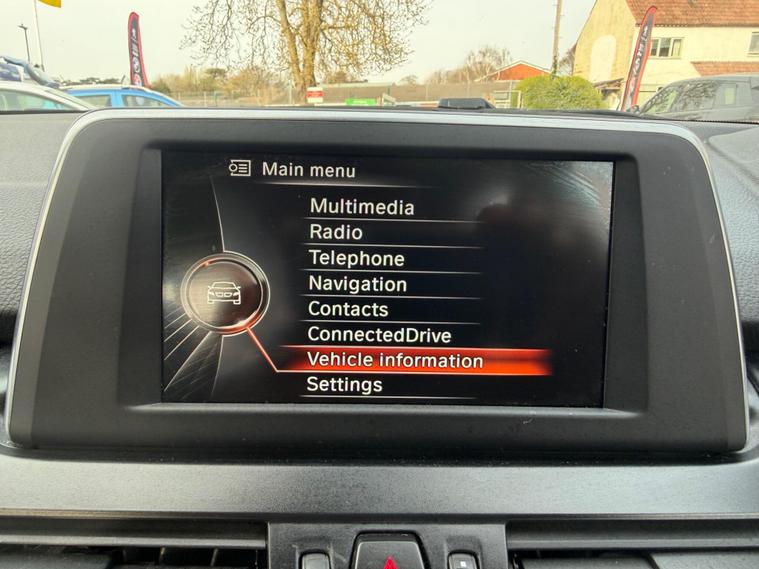 Main menu
Multimedia
Radio
Telephone
Navigation
Contacts
ConnectedDrive
Vehicle information
Settings